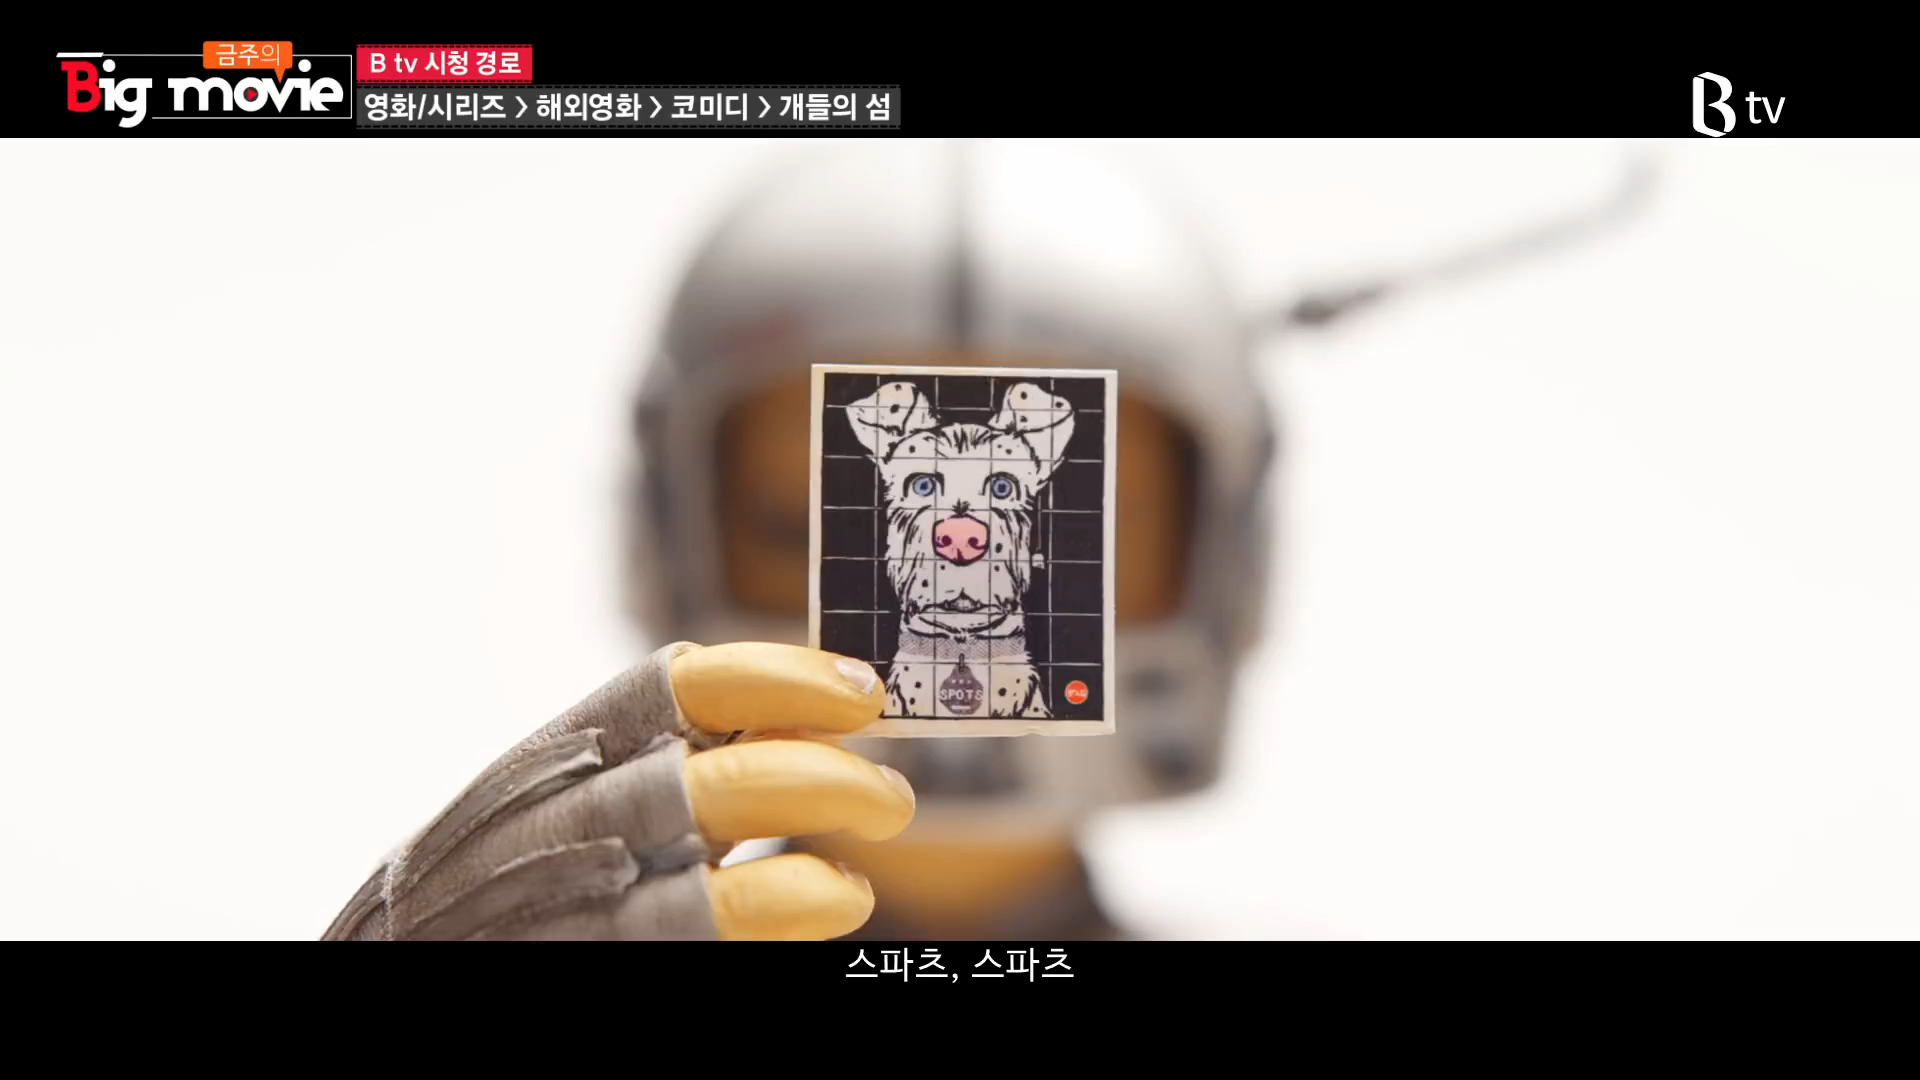 금주의
Big movie
B tv 시청 경로
영화/시리즈 > 해외영화 > 코미디 > 개들의 섬
B tv
SPOTS
스파츠, 스파츠